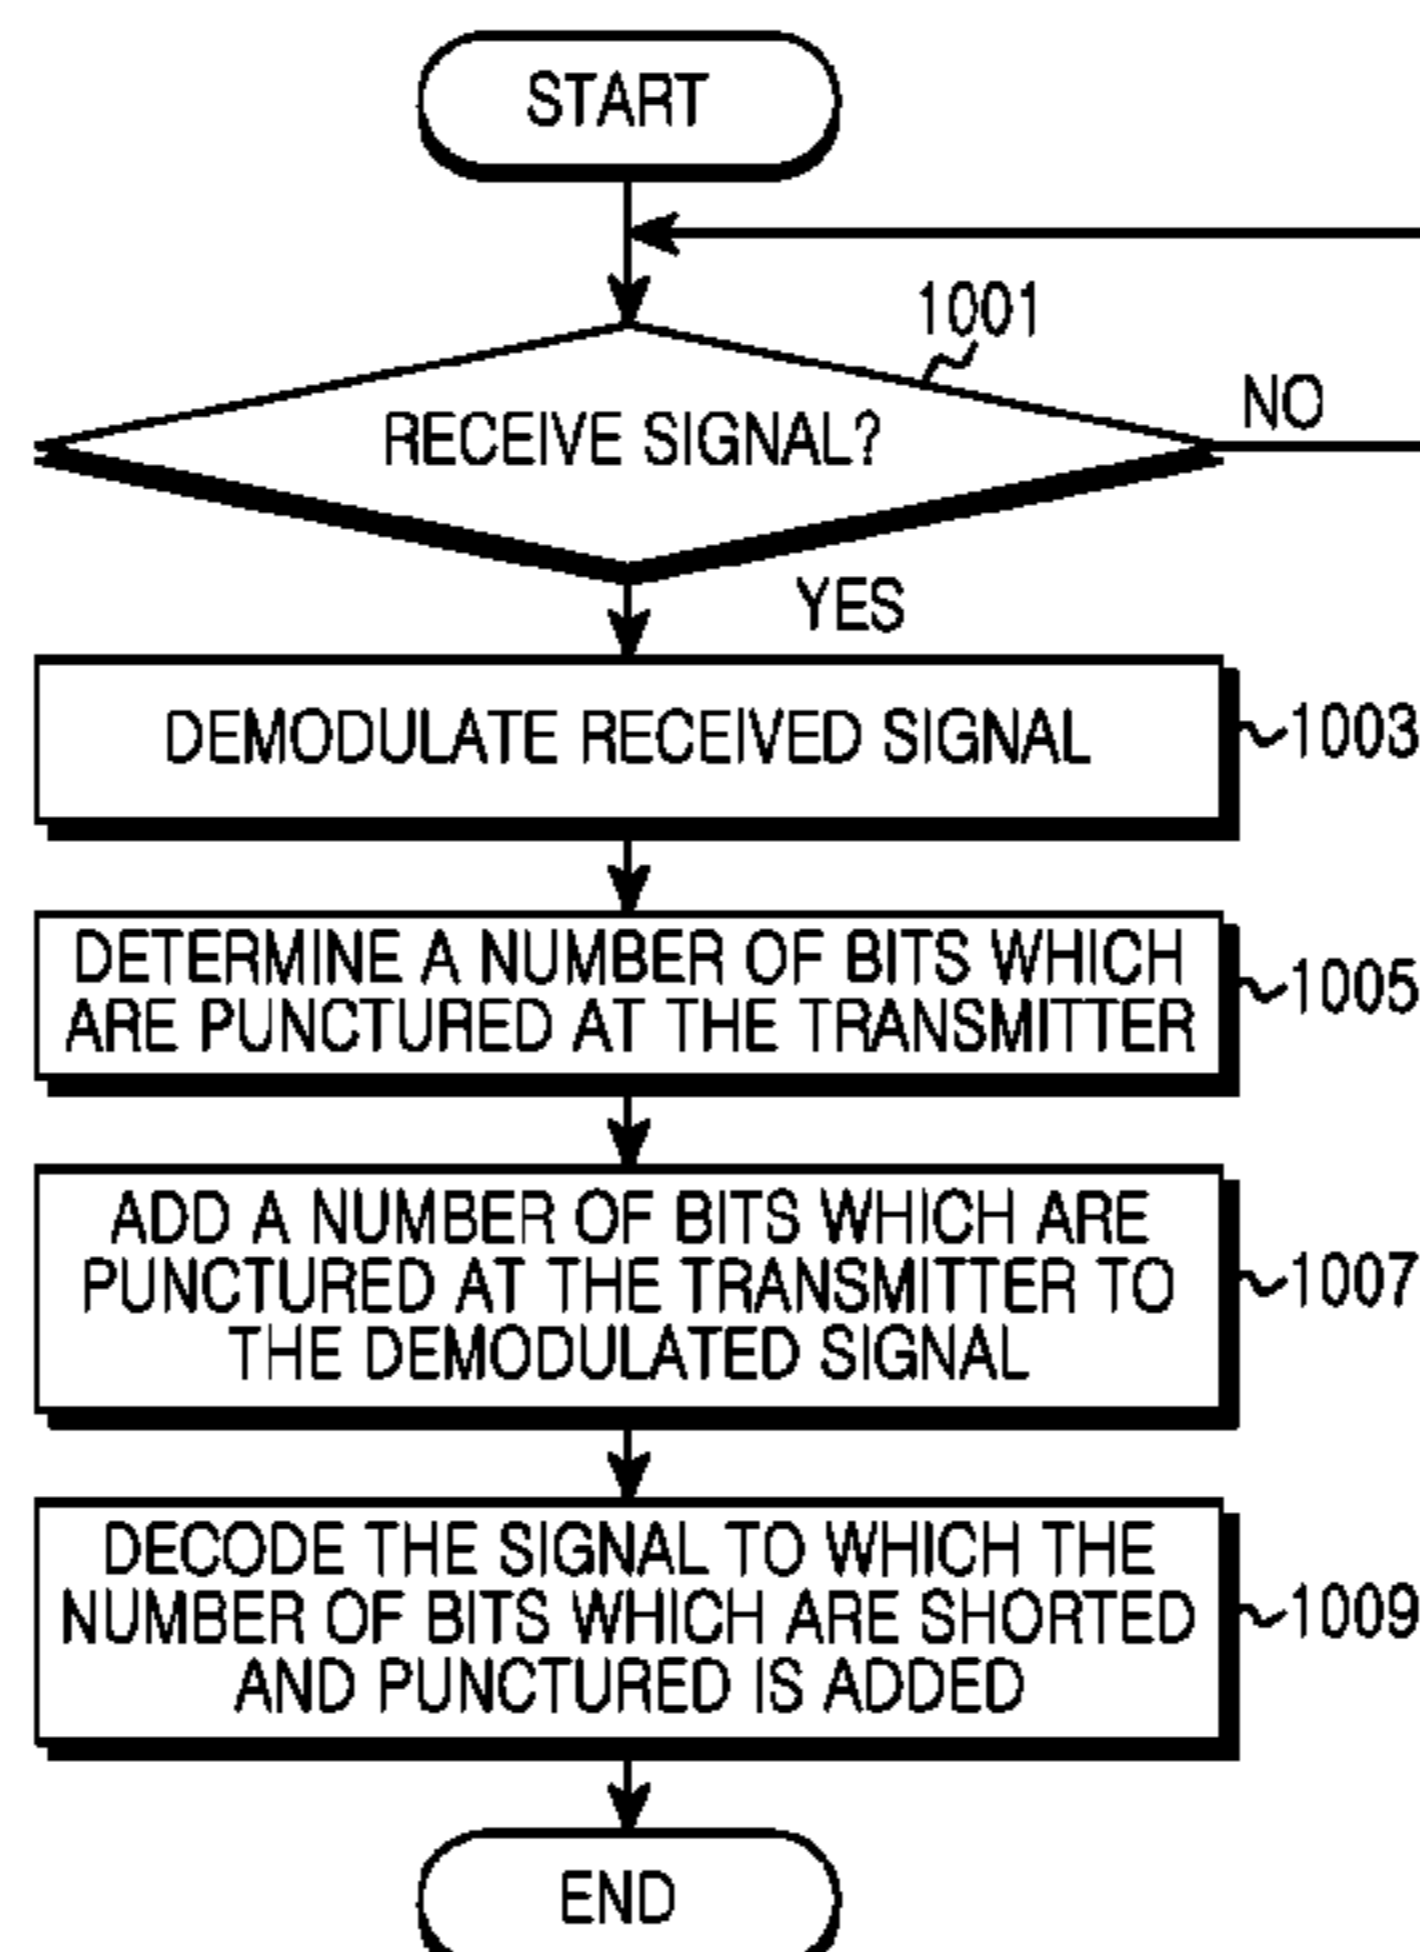 START
1001
RECEIVE SIGNAL?
NO
YES
DEMODULATE RECEIVED SIGNAL
1003
DETERMINE A NUMBER OF BITS WHICH
ARE PUNCTURED AT THE TRANSMITTER
1005
ADD A NUMBER OF BITS WHICH ARE
PUNCTURED AT THE TRANSMITTER TO
THE DEMODULATED SIGNAL
1007
DECODE THE SIGNAL TO WHICH THE
NUMBER OF BITS WHICH ARE SHORTED
AND PUNCTURED IS ADDED
1009
END